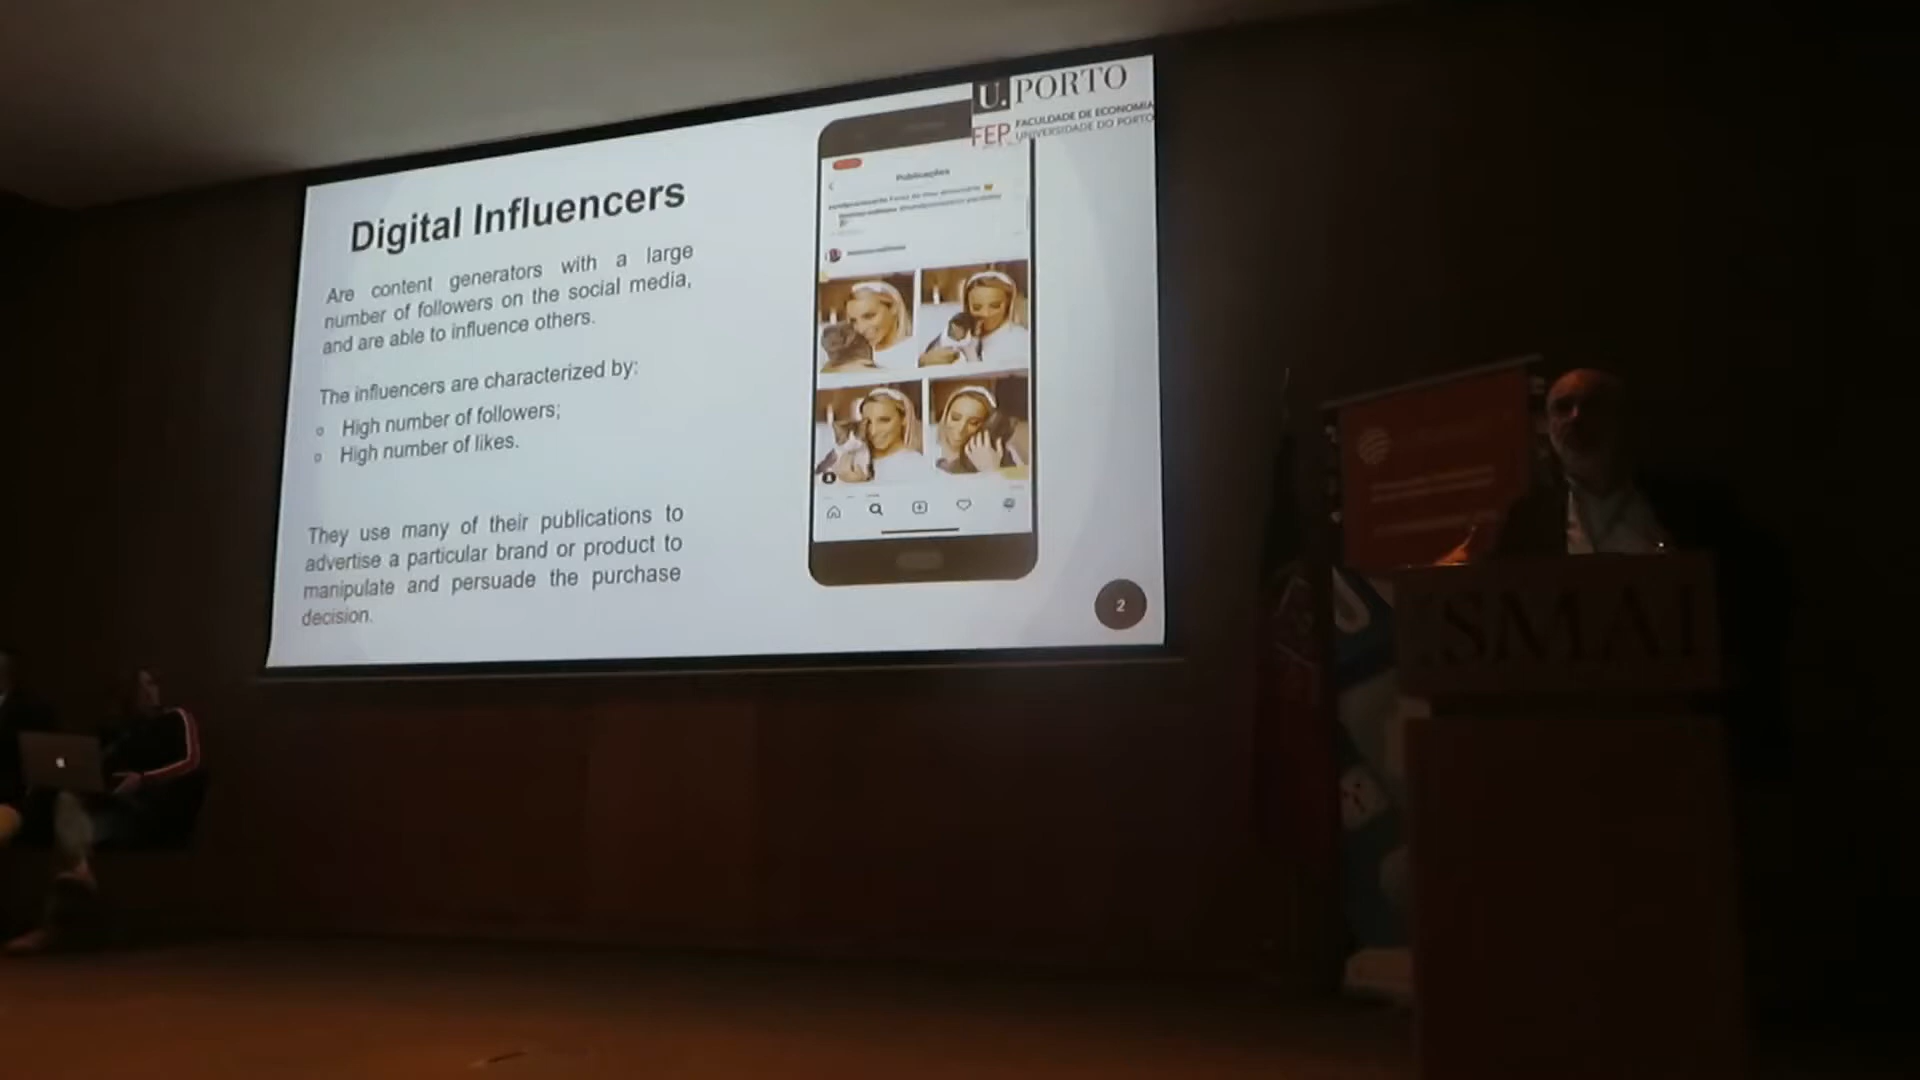 U. PORTO
FEP FACULDADE DE ECONOMIA
UNIVERSIDADE DO PORTO
Digital Influencers
Are content generators with a large
number of followers on the social media,
and are able to influence others.
The influencers are characterized by:
o High number of followers;
o High number of likes.
They use many of their publications to
advertise a particular brand or product to
manipulate and persuade the purchase
decision.
Publicações
2
ISMAI